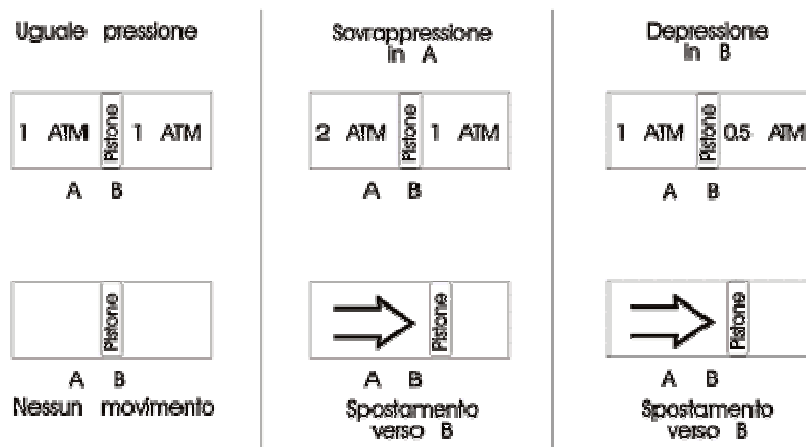 Uguale pressione
1 ATM Pistone 1 ATM
A B
Pistone
A B
Nessun movimento
Sovrappressione
in A
2 ATM Pistone 1 ATM
A B
Pistone
A B
Spostamento
verso B
Depressione
in B
1 ATM Pistone 0.5 ATM
A B
Pistone
A B
Spostamento
verso B